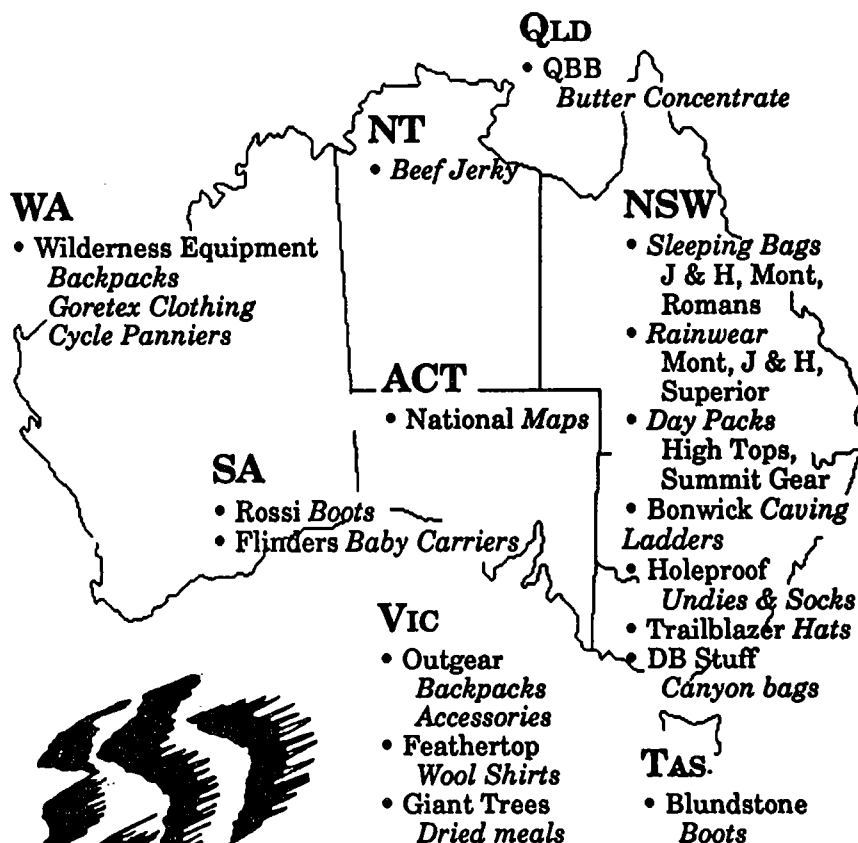 QLD
• QBB
Butter Concentrate
NT
• Beef Jerky
WA
• Wilderness Equipment
Backpacks
Goretex Clothing
Cycle Panniers
NSW
• Sleeping Bags
J & H, Mont,
Romans
• Rainwear
Mont, J & H,
Superior
• Day Packs
High Tops,
Summit Gear
• Bonwick Caving
Ladders
• Holeproof
Undies & Socks
• Trailblazer Hats
• DB Stuff
Canyon bags
ACT
• National Maps
SA
• Rossi Boots
• Flinders Baby Carriers
VIC
• Outgear
Backpacks
Accessories
• Feathertop
Wool Shirts
• Giant Trees
Dried meals
TAS.
• Blundstone
Boots